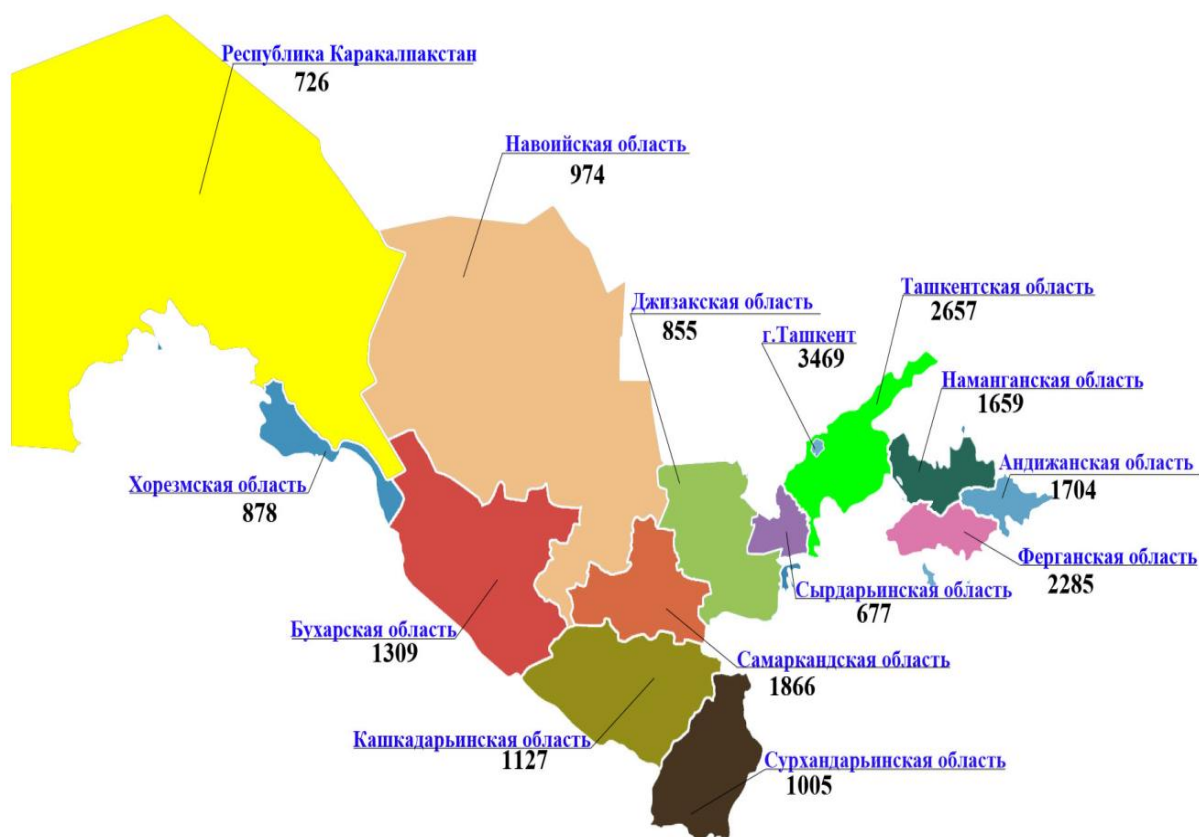 Республика Каракалпакстан
726
Навоийская область
974
Джизакская область
855
Ташкентская область
2657
г.Ташкент
3469
Наманганская область
1659
Андижанская область
1704
Хорезмская область
878
Ферганская область
2285
Сырдарьинская область
677
Бухарская область
1309
Самаркандская область
1866
Кашкадарьинская область
1127
Сурхандарьинская область
1005